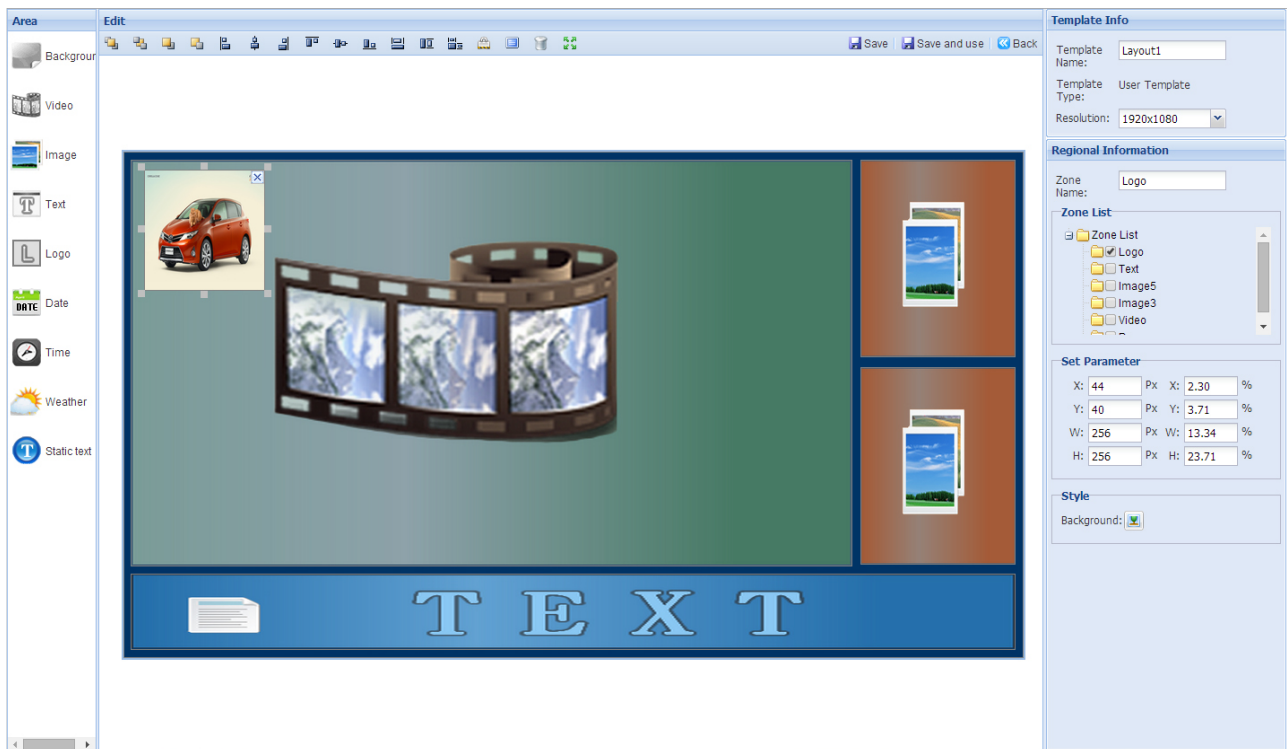 Area
Edit
Template Info
Save
Save and use
Back
Backgrour
Video
Image
Text
Logo
DATE
Date
Time
Weather
Static text
TEXT
Template Name:
Layout1
Template Type:
User Template
Resolution:
1920x1080
Regional Information
Zone Name:
Logo
Zone List
Zone List
Logo
Text
Image5
Image3
Video
Set Parameter
X: 44 Px X: 2.30 %
Y: 40 Px Y: 3.71 %
W: 256 Px W: 13.34 %
H: 256 Px H: 23.71 %
Style
Background: